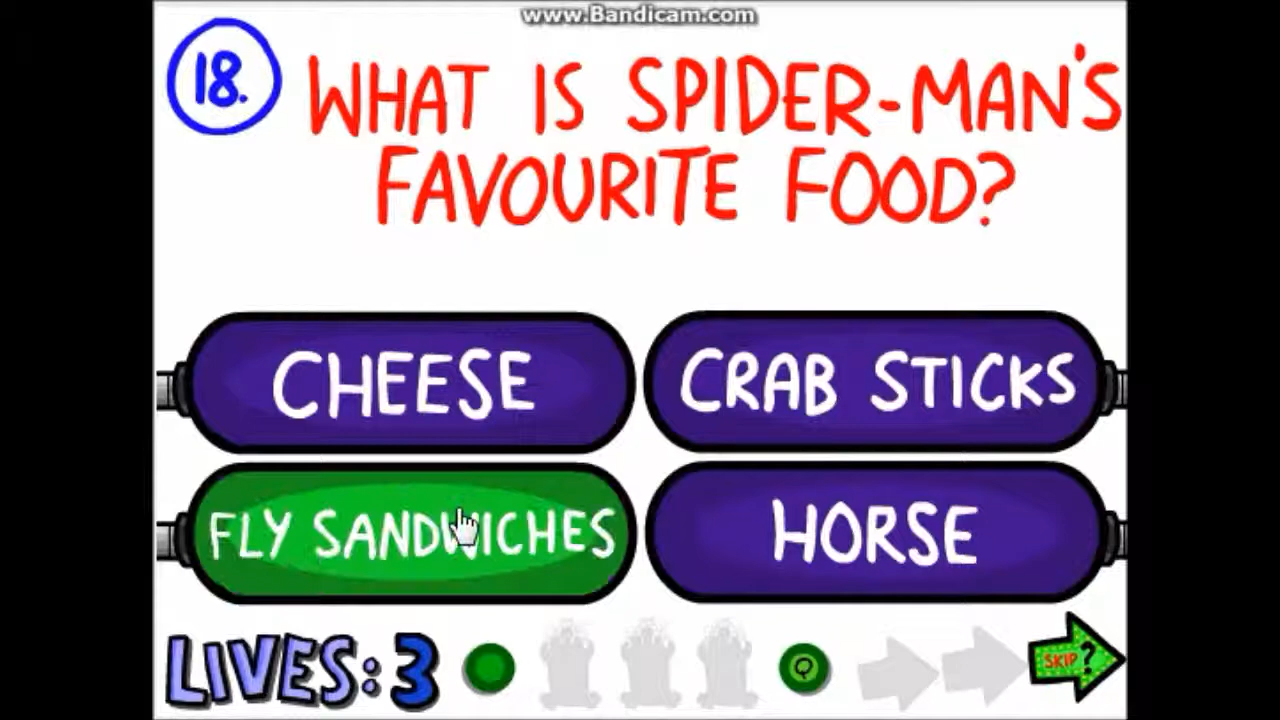 www.Bandicam.com
18. WHAT IS SPIDER-MAN'S
FAVOURITE FOOD?
CHEESE
CRAB STICKS
FLY SANDWICHES
HORSE
LIVES: 3
Q
SKIP?